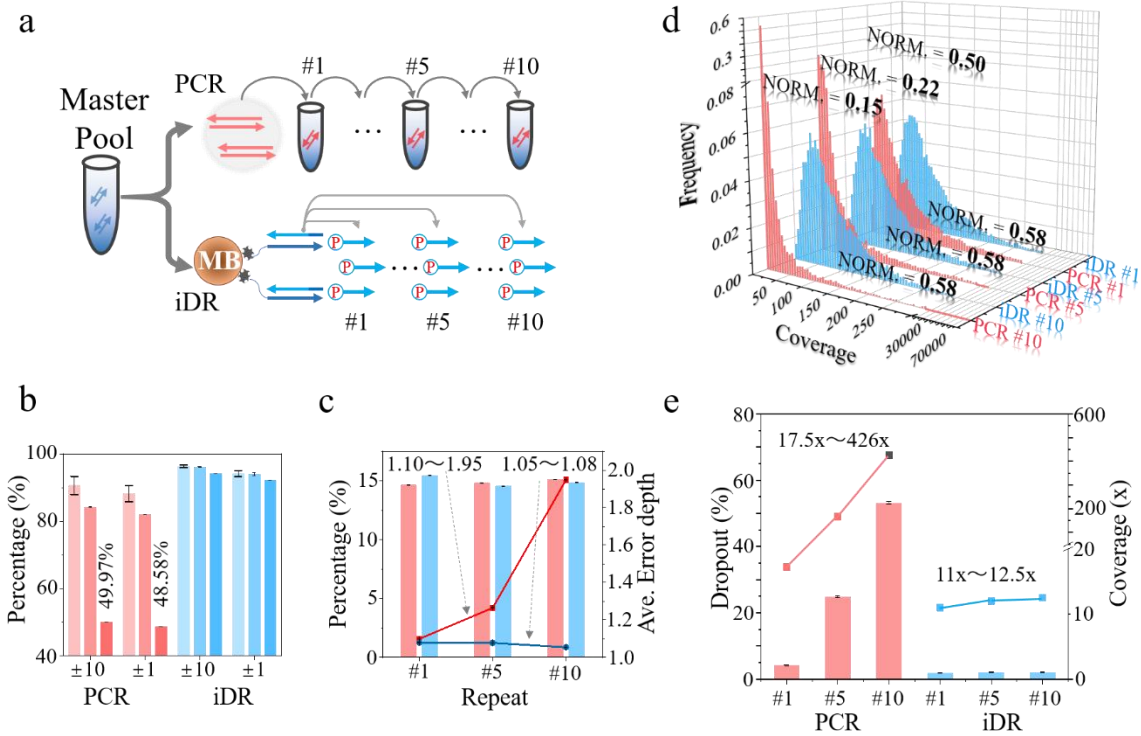 a
Master
Pool
PCR
#1
#5
#10
... ...
MB
iDR
P P P
P ... P ... P
P P P
#1 #5 #10
b
Percentage (%)
100
80
60
40
49.97%
48.58%
±10 ±1 ±10 ±1
PCR iDR
c
Percentage (%)
15
10
5
0
1.10～1.95
1.05～1.08
2.0
1.8
1.6
1.4
1.2
1.0
Ave. Error depth
#1 #5 #10
Repeat
d
Frequency
0.6
0.3
0.08
0.06
0.04
0.02
0.00
NORM. = 0.50
NORM. = 0.22
NORM. = 0.15
NORM. = 0.58
NORM. = 0.58
NORM. = 0.58
50
100
150
200
250
30000
70000
Coverage
iDR #1
PCR #1
iDR #5
PCR #5
iDR #10
PCR #10
e
Dropout (%)
80
70
60
50
40
30
20
10
0
17.5x～426x
11x～12.5x
600
200
20
10
0
Coverage (x)
#1 #5 #10 #1 #5 #10
PCR iDR